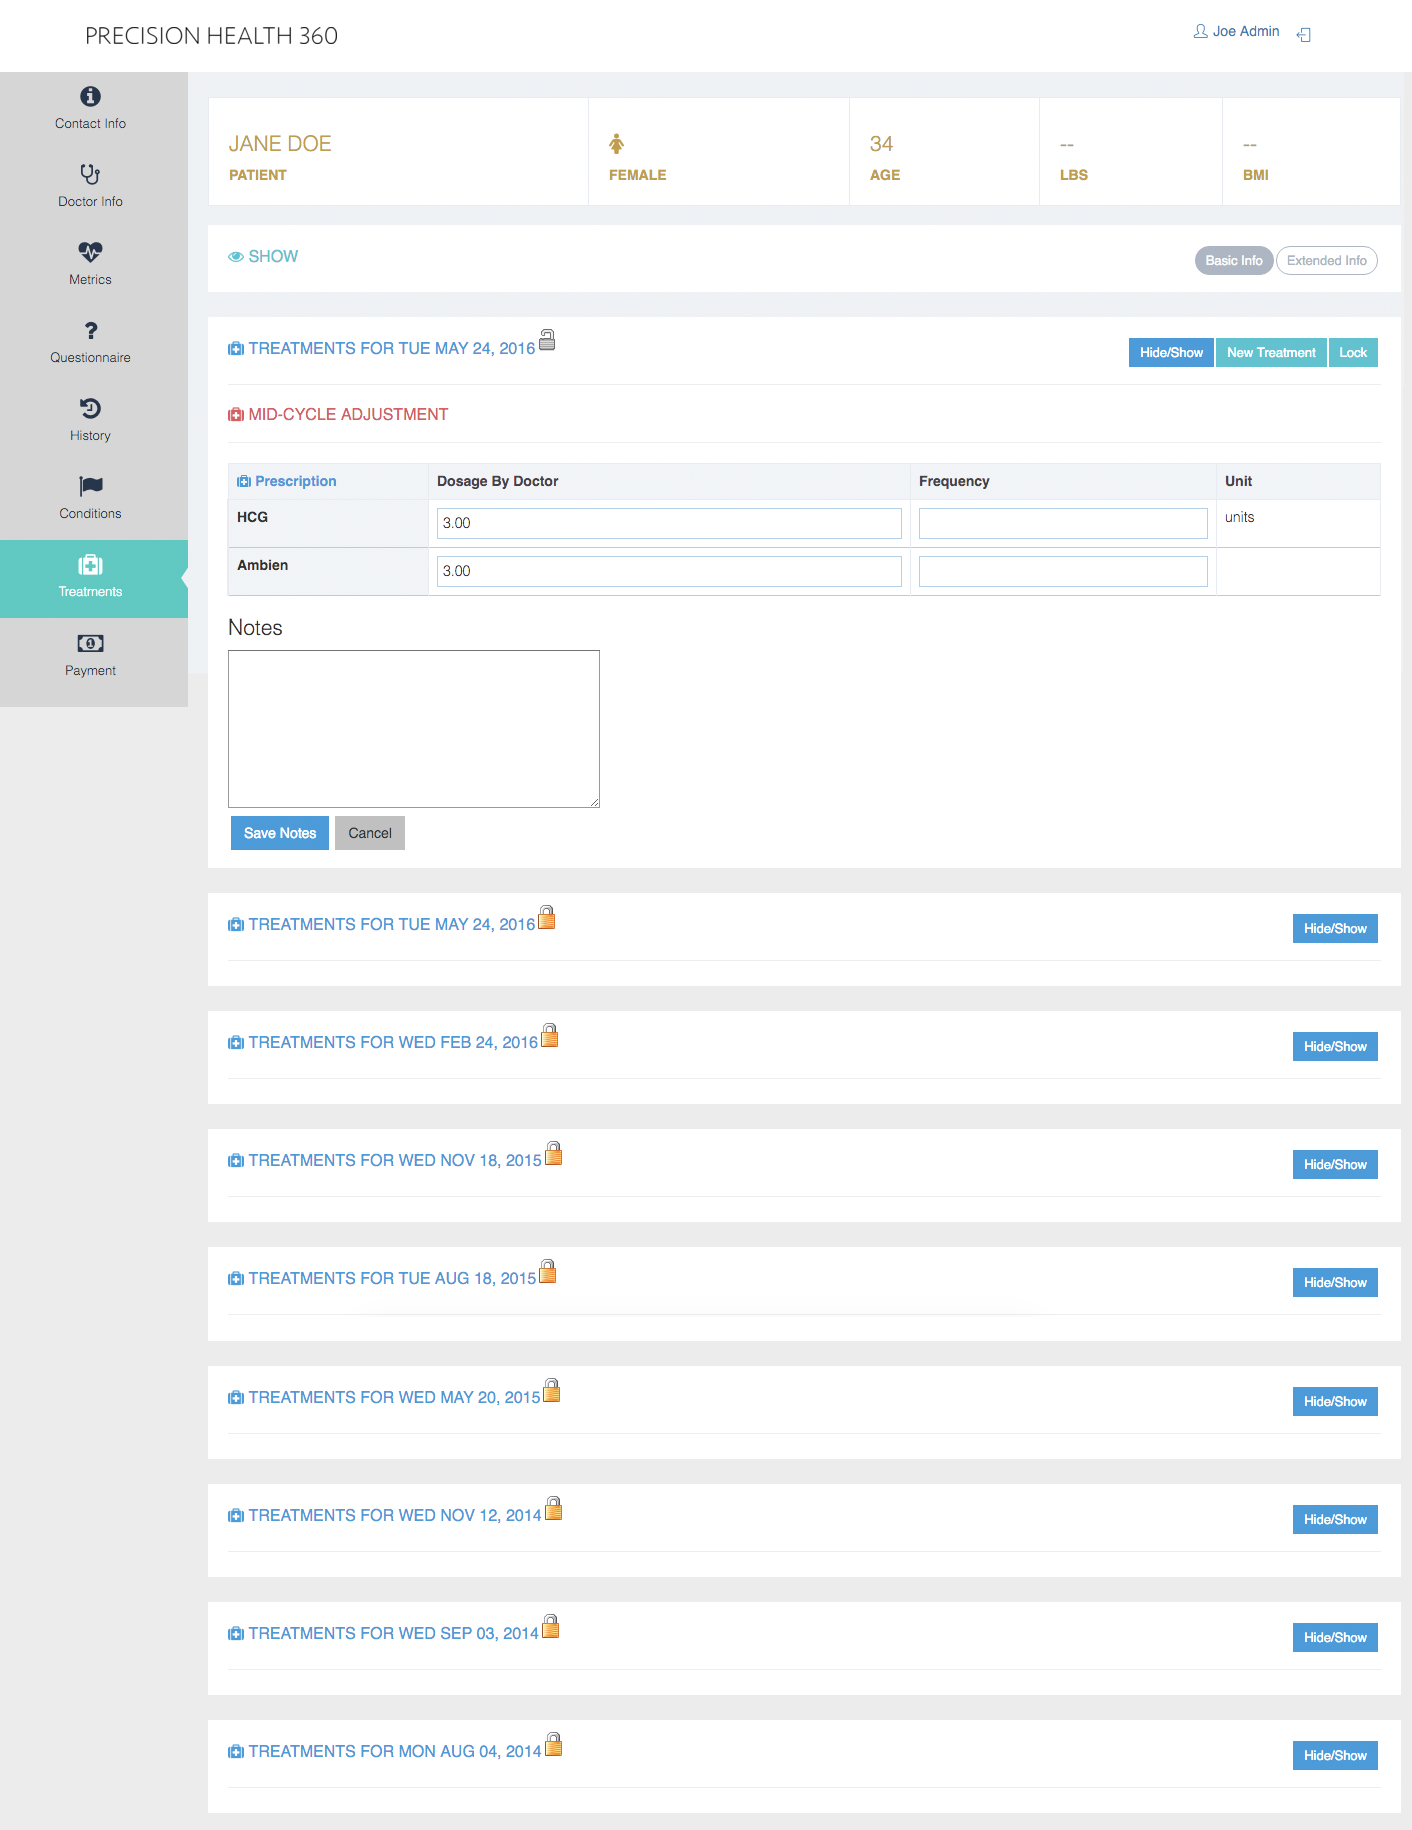 PRECISION HEALTH 360
Joe Admin
Contact Info
Doctor Info
Metrics
Questionnaire
History
Conditions
Treatments
Payment
JANE DOE
PATIENT
FEMALE
34
AGE
--
LBS
--
BMI
SHOW
Basic Info
Extended Info
TREATMENTS FOR TUE MAY 24, 2016
Hide/Show
New Treatment
Lock
MID-CYCLE ADJUSTMENT
Prescription Dosage By Doctor Frequency Unit
HCG 3.00 units
Ambien 3.00
Notes
Save Notes
Cancel
TREATMENTS FOR TUE MAY 24, 2016
Hide/Show
TREATMENTS FOR WED FEB 24, 2016
Hide/Show
TREATMENTS FOR WED NOV 18, 2015
Hide/Show
TREATMENTS FOR TUE AUG 18, 2015
Hide/Show
TREATMENTS FOR WED MAY 20, 2015
Hide/Show
TREATMENTS FOR WED NOV 12, 2014
Hide/Show
TREATMENTS FOR WED SEP 03, 2014
Hide/Show
TREATMENTS FOR MON AUG 04, 2014
Hide/Show